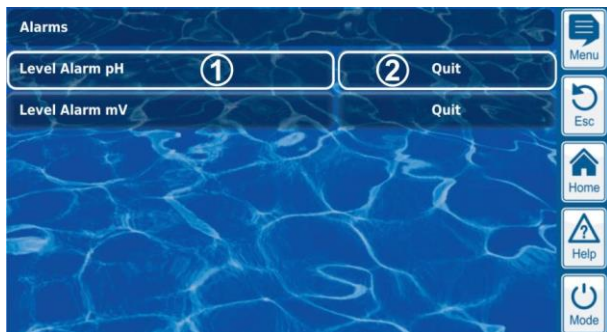 Alarms
Level Alarm pH ① ② Quit
Level Alarm mV Quit
Menu
Esc
Home
?
Help
Mode